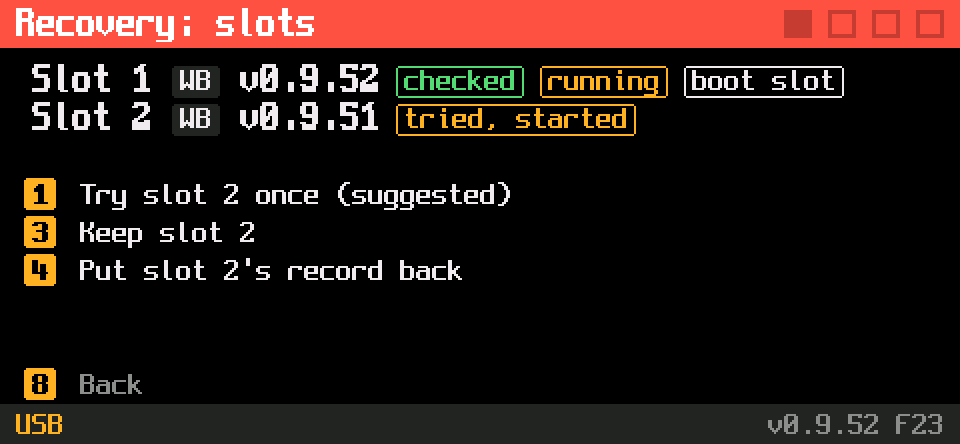 Recovery: slots
Slot 1 WB v0.9.52 checked running boot slot
Slot 2 WB v0.9.51 tried, started
1 Try slot 2 once (suggested)
3 Keep slot 2
4 Put slot 2's record back
8 Back
USB v0.9.52 F23